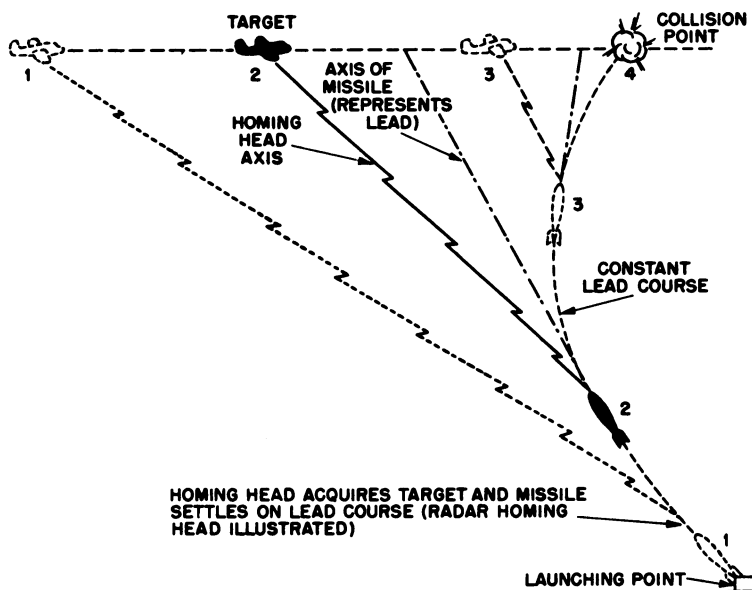 TARGET
COLLISION
POINT
1
2
3
4
AXIS OF
MISSILE
(REPRESENTS
LEAD)
HOMING
HEAD
AXIS
3
CONSTANT
LEAD COURSE
2
HOMING HEAD ACQUIRES TARGET AND MISSILE
SETTLES ON LEAD COURSE (RADAR HOMING
HEAD ILLUSTRATED)
1
LAUNCHING POINT